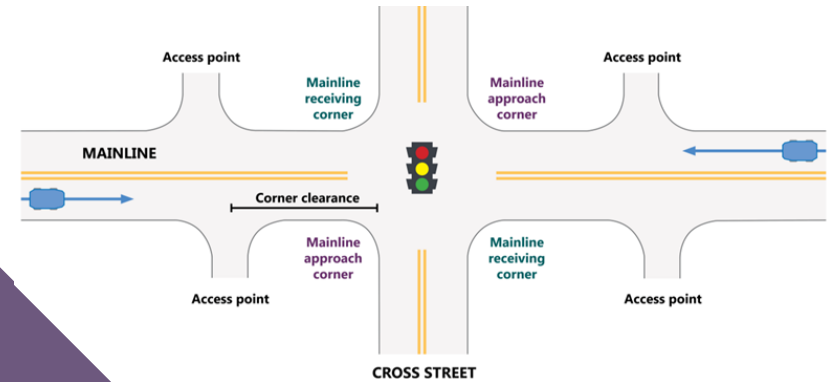 Access point
Access point
Mainline
receiving
corner
Mainline
approach
corner
MAINLINE
Corner clearance
Mainline
approach
corner
Mainline
receiving
corner
Access point
Access point
CROSS STREET